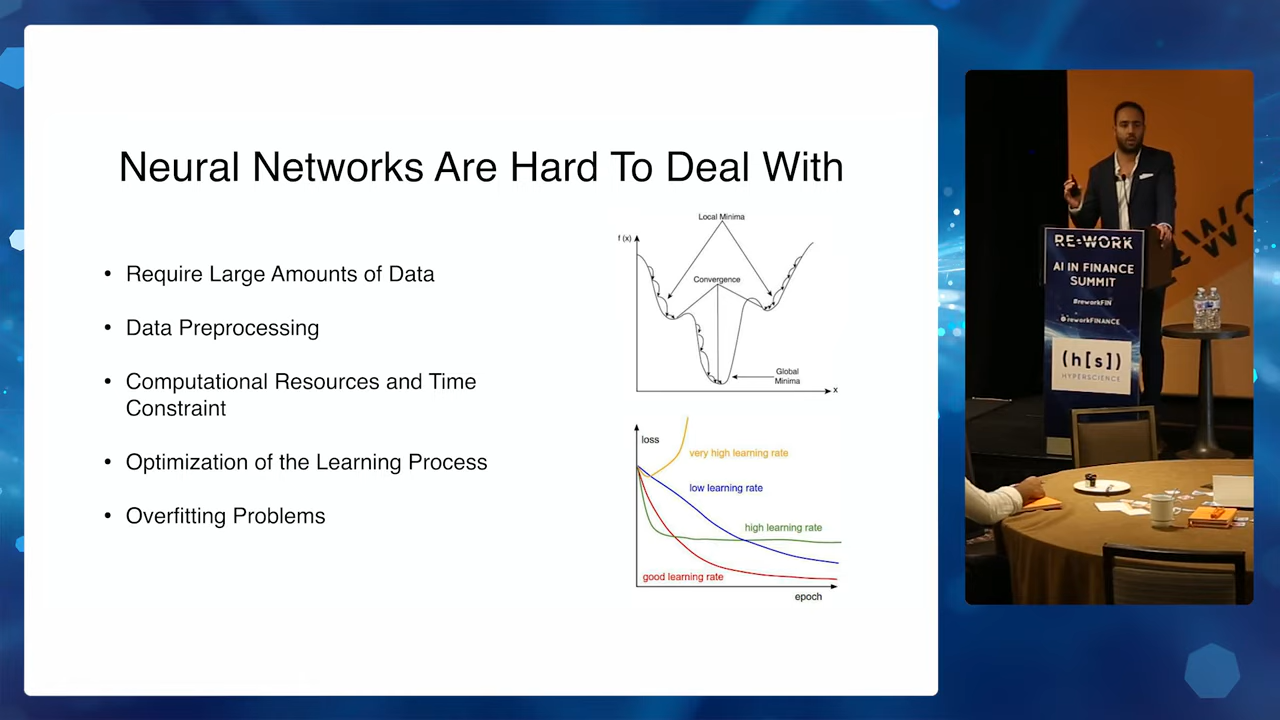 Neural Networks Are Hard To Deal With
• Require Large Amounts of Data
• Data Preprocessing
• Computational Resources and Time
Constraint
• Optimization of the Learning Process
• Overfitting Problems
Local Minima
f (x)
Convergence
Global
Minima
x
loss
very high learning rate
low learning rate
high learning rate
good learning rate
epoch
RE•WORK
AI IN FINANCE
SUMMIT
#reworkFIN
reworkFINANCE
(h[s])
HYPERSCIENCE